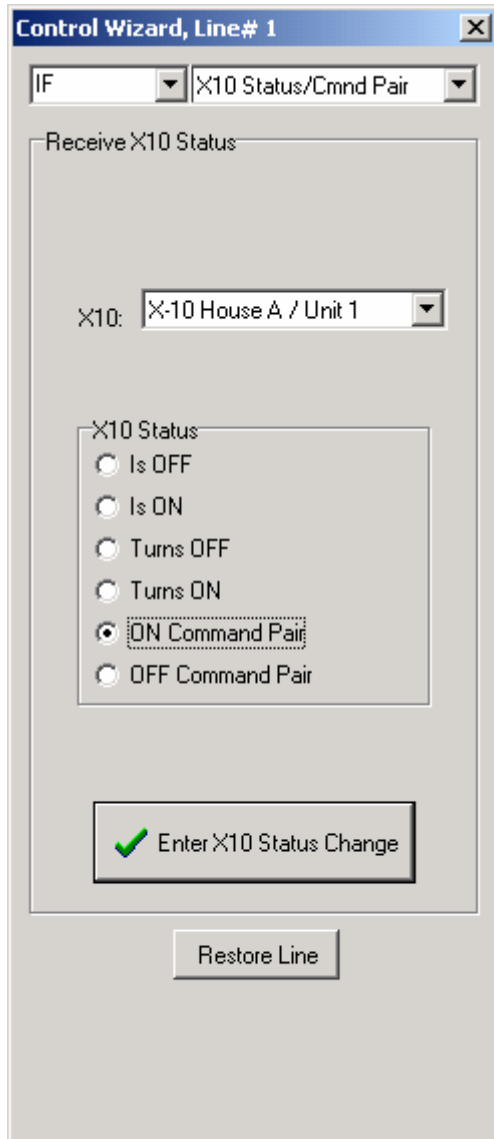 Control Wizard, Line# 1
IF X10 Status/Cmnd Pair
Receive X10 Status
X10: X-10 House A / Unit 1
X10 Status
Is OFF
Is ON
Turns OFF
Turns ON
ON Command Pair
OFF Command Pair
Enter X10 Status Change
Restore Line